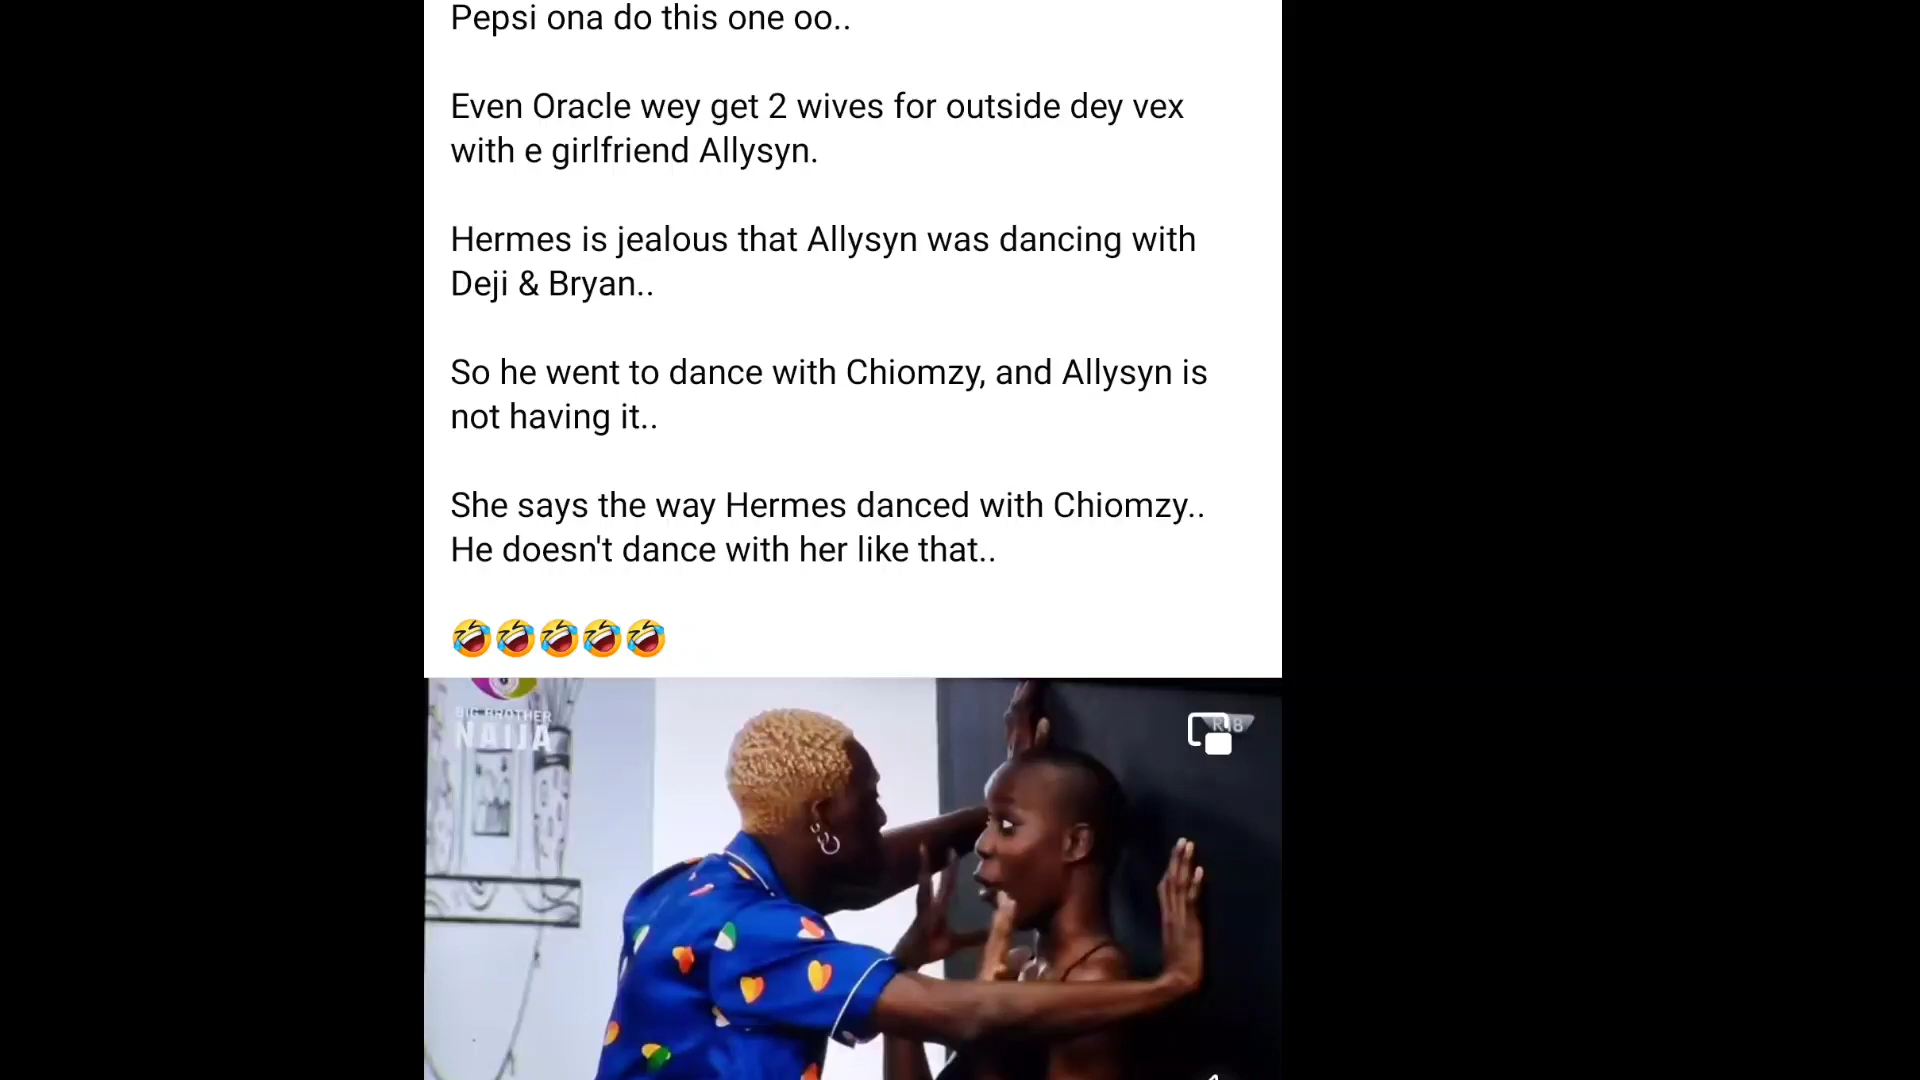 Pepsi ona do this one oo..
Even Oracle wey get 2 wives for outside dey vex
with e girlfriend Allysyn.
Hermes is jealous that Allysyn was dancing with
Deji & Bryan..
So he went to dance with Chiomzy, and Allysyn is
not having it..
She says the way Hermes danced with Chiomzy..
He doesn't dance with her like that..
🤣🤣🤣🤣🤣
BIG BROTHER
NAIJA
R18